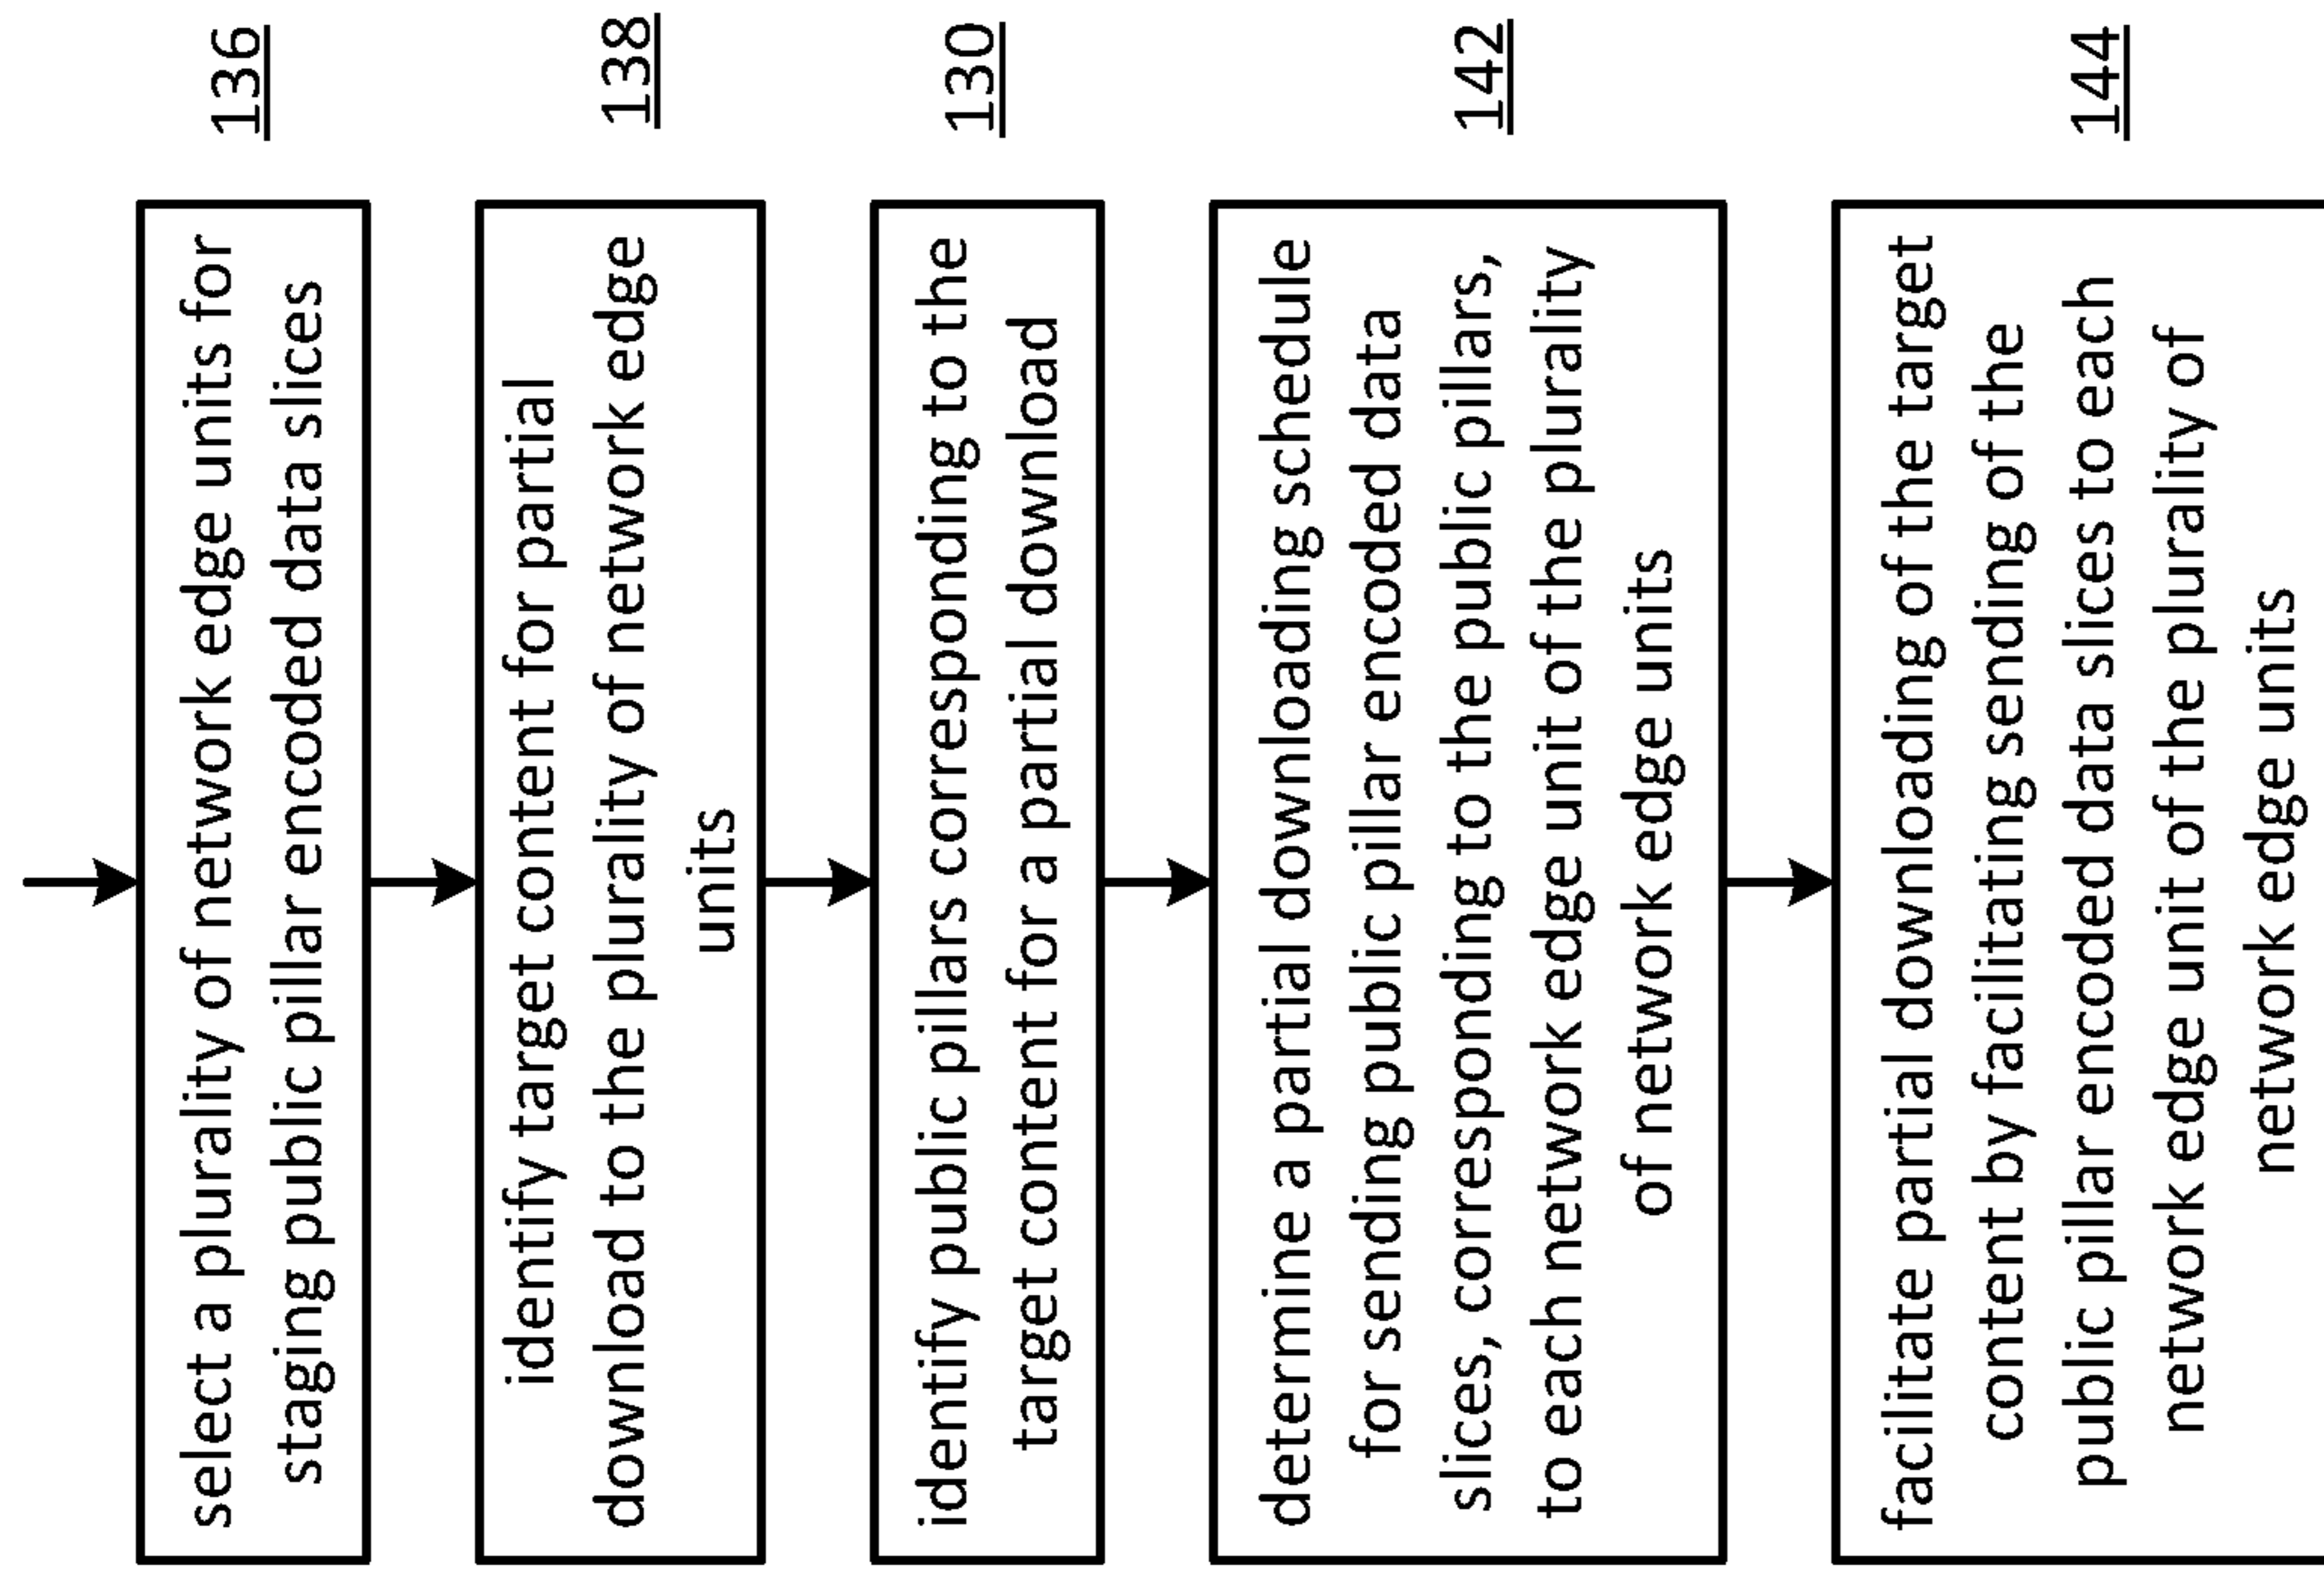 select a plurality of network edge units for
staging public pillar encoded data slices
136
identify target content for partial
download to the plurality of network edge
units
138
identify public pillars corresponding to the
target content for a partial download
130
determine a partial downloading schedule
for sending public pillar encoded data
slices, corresponding to the public pillars,
to each network edge unit of the plurality
of network edge units
142
facilitate partial downloading of the target
content by facilitating sending of the
public pillar encoded data slices to each
network edge unit of the plurality of
network edge units
144